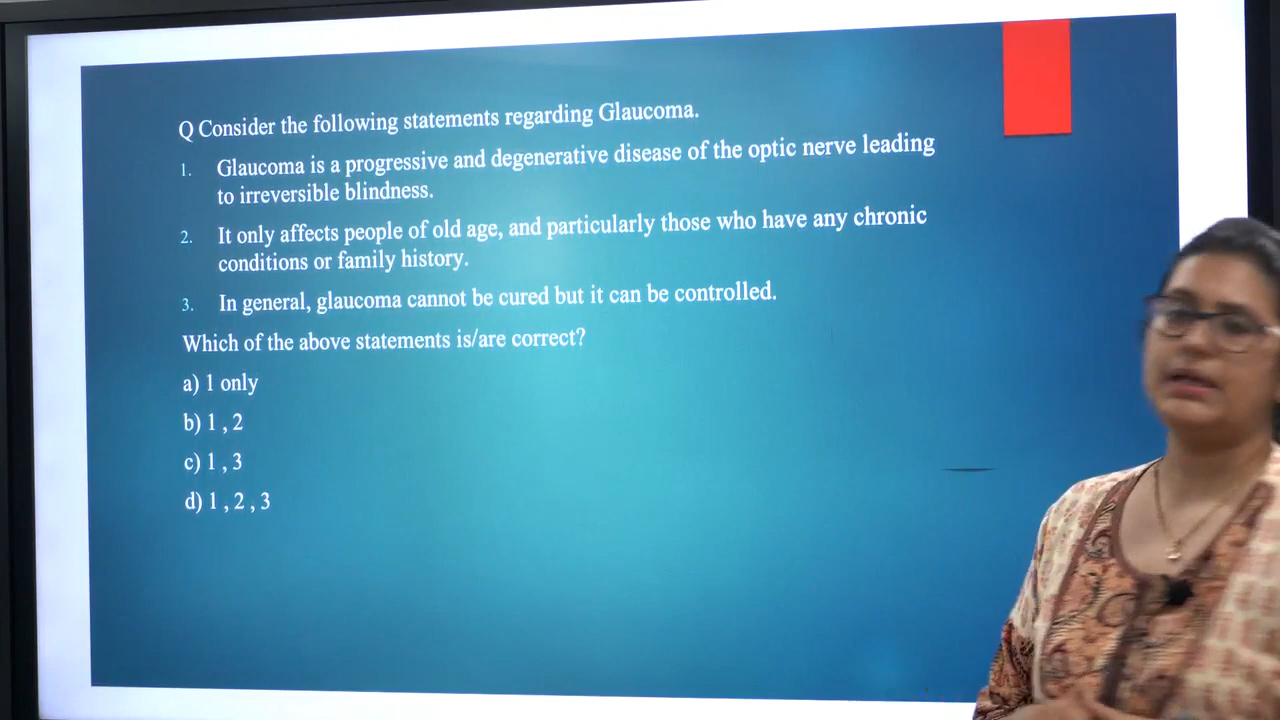 Q Consider the following statements regarding Glaucoma.
1. Glaucoma is a progressive and degenerative disease of the optic nerve leading
to irreversible blindness.
2. It only affects people of old age, and particularly those who have any chronic
conditions or family history.
3. In general, glaucoma cannot be cured but it can be controlled.
Which of the above statements is/are correct?
a) 1 only
b) 1 , 2
c) 1 , 3
d) 1 , 2 , 3